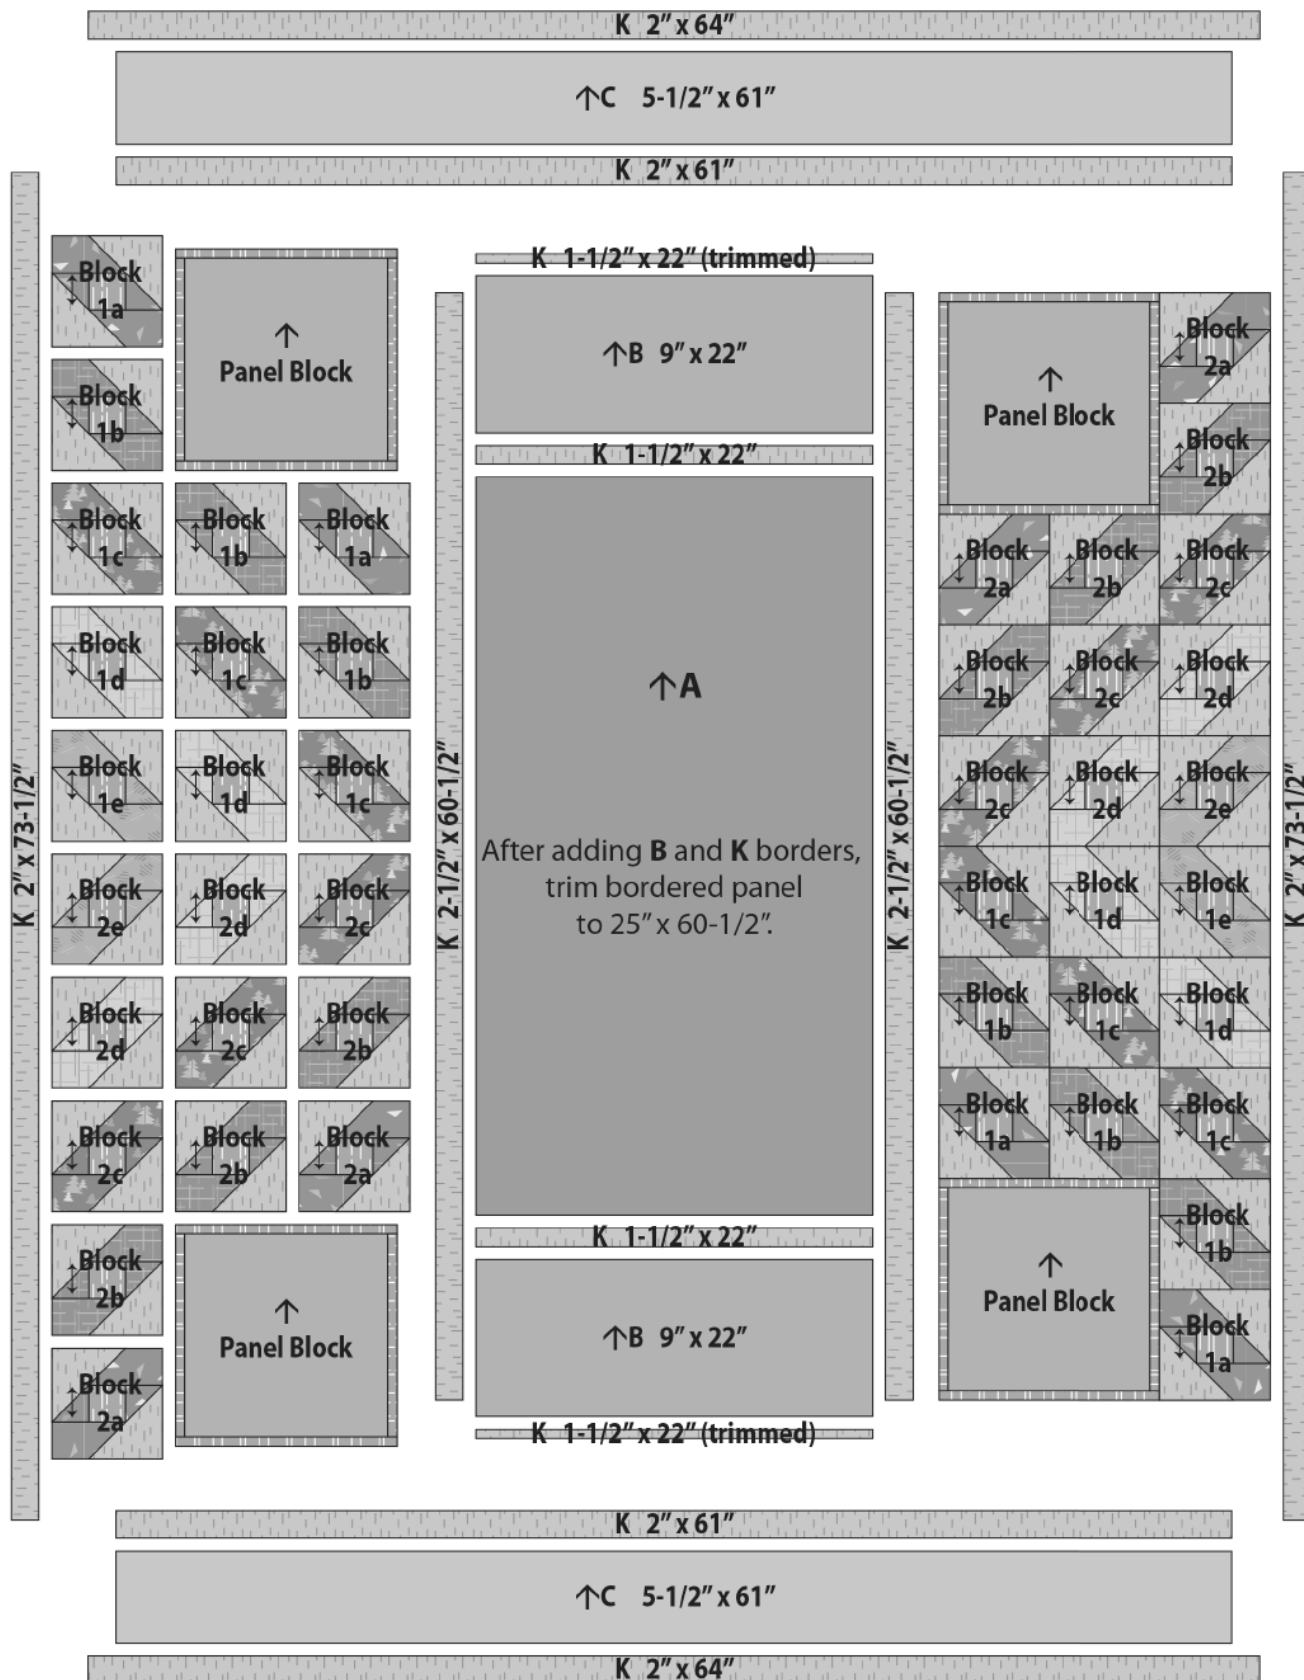 K 2” x 64”
↑C 5-1/2” x 61”
K 2” x 61”
K 2” x 73-1/2”
Block
1a
Block
1b
↑
Panel Block
Block
1c
Block
1b
Block
1a
Block
1d
Block
1c
Block
1b
Block
1e
Block
1d
Block
1c
Block
2e
Block
2d
Block
2c
Block
2d
Block
2c
Block
2b
Block
2c
Block
2b
Block
2a
Block
2b
Block
2a
↑
Panel Block
K 2-1/2” x 60-1/2”
K 1-1/2” x 22” (trimmed)
↑B 9” x 22”
K 1-1/2” x 22”
↑A
After adding B and K borders,
trim bordered panel
to 25” x 60-1/2”.
K 1-1/2” x 22”
↑B 9” x 22”
K 1-1/2” x 22” (trimmed)
K 2-1/2” x 60-1/2”
↑
Panel Block
Block
2a
Block
2b
Block
2a
Block
2b
Block
2c
Block
2b
Block
2c
Block
2d
Block
2c
Block
2d
Block
2e
Block
1c
Block
1d
Block
1e
Block
1b
Block
1c
Block
1d
Block
1a
Block
1b
Block
1c
↑
Panel Block
Block
1b
Block
1a
K 2” x 73-1/2”
K 2” x 61”
↑C 5-1/2” x 61”
K 2” x 64”